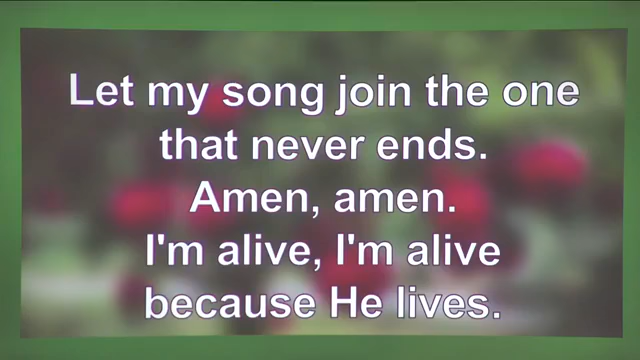 Let my song join the one
that never ends.
Amen, amen.
I'm alive, I'm alive
because He lives.